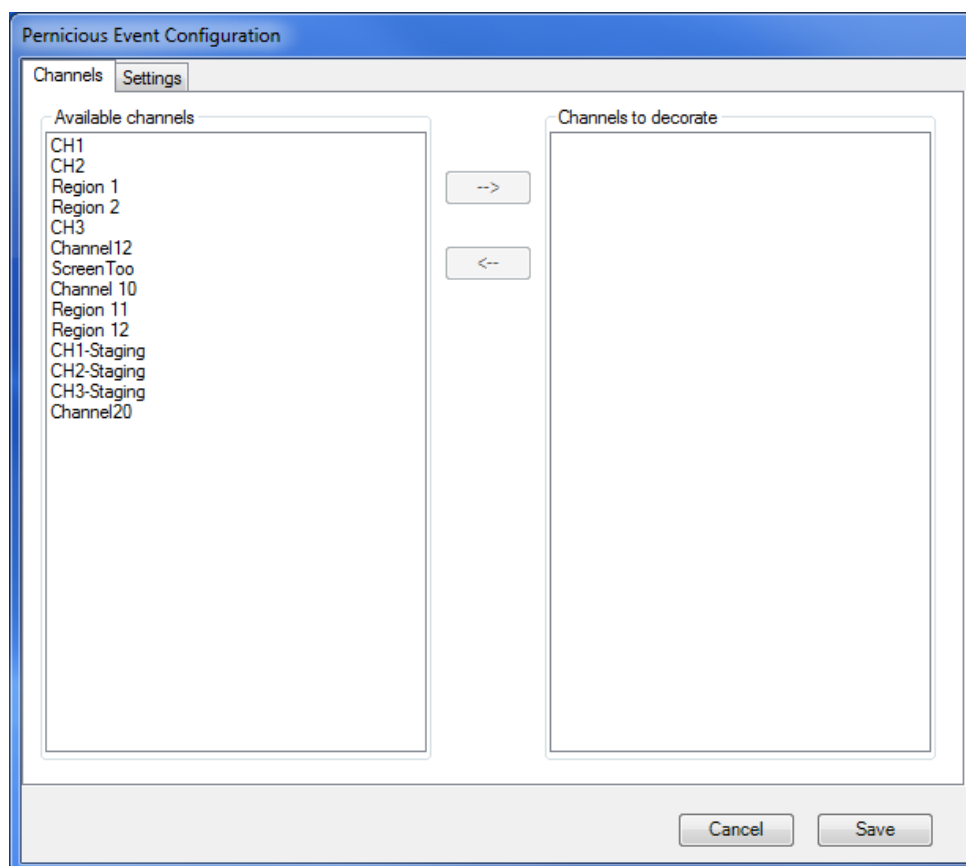 Pernicious Event Configuration
Channels
Settings
Available channels
CH1
CH2
Region 1
Region 2
CH3
Channel12
ScreenToo
Channel 10
Region 11
Region 12
CH1-Staging
CH2-Staging
CH3-Staging
Channel20
-->
<--
Channels to decorate
Cancel
Save